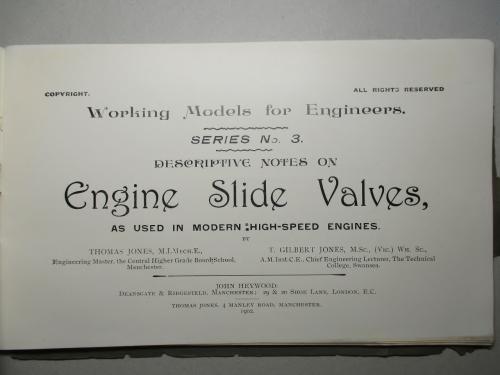 COPYRIGHT. ALL RIGHTS RESERVED
Working Models for Engineers.
SERIES No. 3.
DESCRIPTIVE NOTES ON
Engine Slide Valves,
AS USED IN MODERN HIGH-SPEED ENGINES.
BY
THOMAS JONES, M.I.Mech.E., T. GILBERT JONES, M.Sc., (Vic.) Wh. Sc.,
Engineering Master, the Central Higher Grade Board School, A.M.Inst.C.E., Chief Engineering Lecturer, The Technical
Manchester. College, Swansea.
JOHN HEYWOOD:
Deansgate & Ridgefield, Manchester; 29 & 20 Shoe Lane, London, E.C.
THOMAS JONES, 4 MANLEY ROAD, MANCHESTER.
1902.